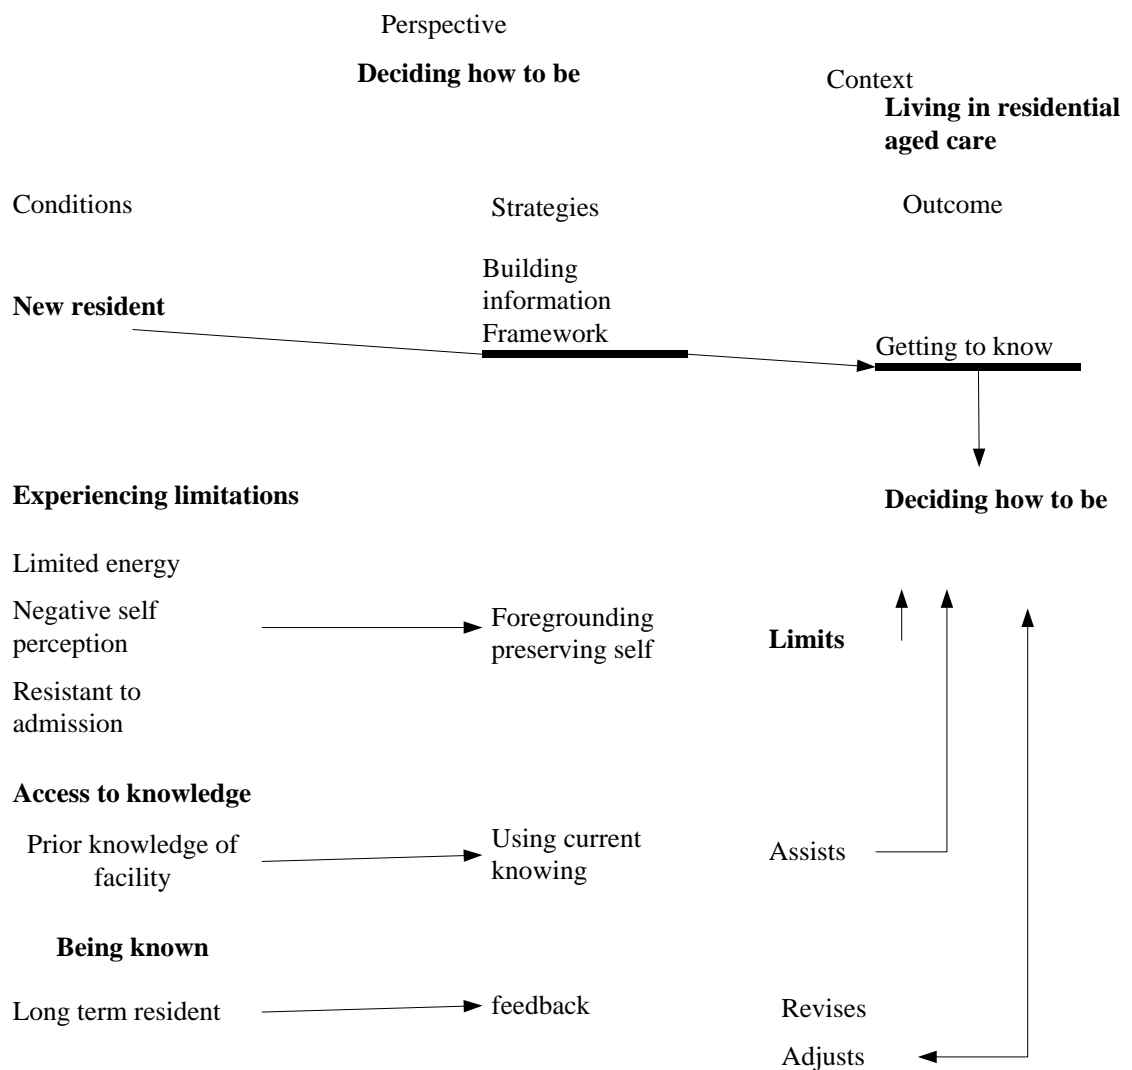 Perspective
Deciding how to be
Context
Living in residential
aged care
Conditions
Strategies
Outcome
New resident
Building
information
Framework
Getting to know
Experiencing limitations
Deciding how to be
Limited energy
Negative self
perception
Foregrounding
preserving self
Limits
Resistant to
admission
Access to knowledge
Prior knowledge of
facility
Using current
knowing
Assists
Being known
Long term resident
feedback
Revises
Adjusts